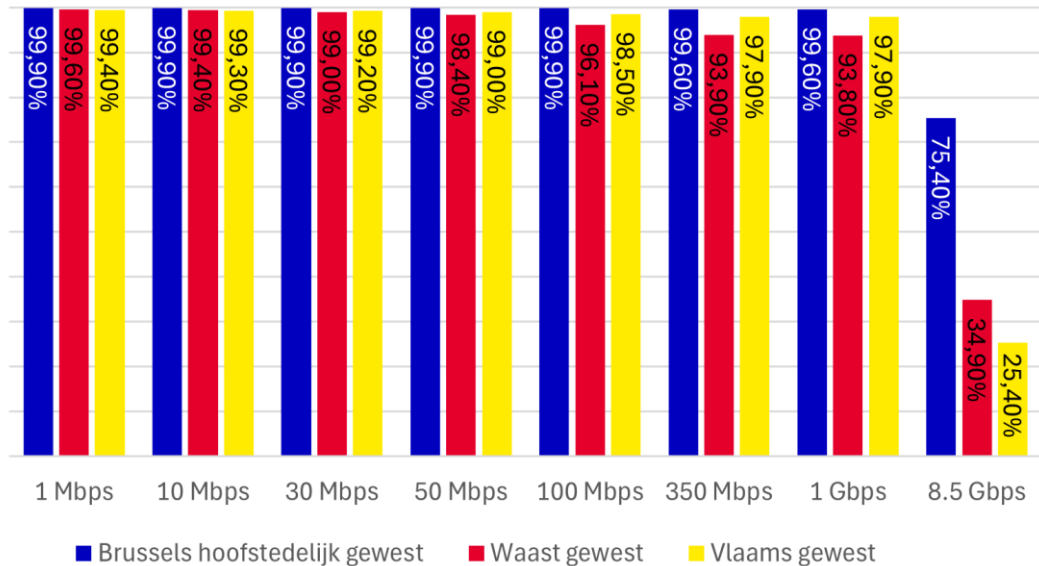 99,90%
99,60%
99,40%
99,90%
99,40%
99,30%
99,90%
99,00%
99,20%
99,90%
98,40%
99,00%
99,90%
96,10%
98,50%
99,60%
93,90%
97,90%
99,60%
93,80%
97,90%
75,40%
34,90%
25,40%
1 Mbps
10 Mbps
30 Mbps
50 Mbps
100 Mbps
350 Mbps
1 Gbps
8.5 Gbps
Brussels hoofstedelijk gewest
Waast gewest
Vlaams gewest